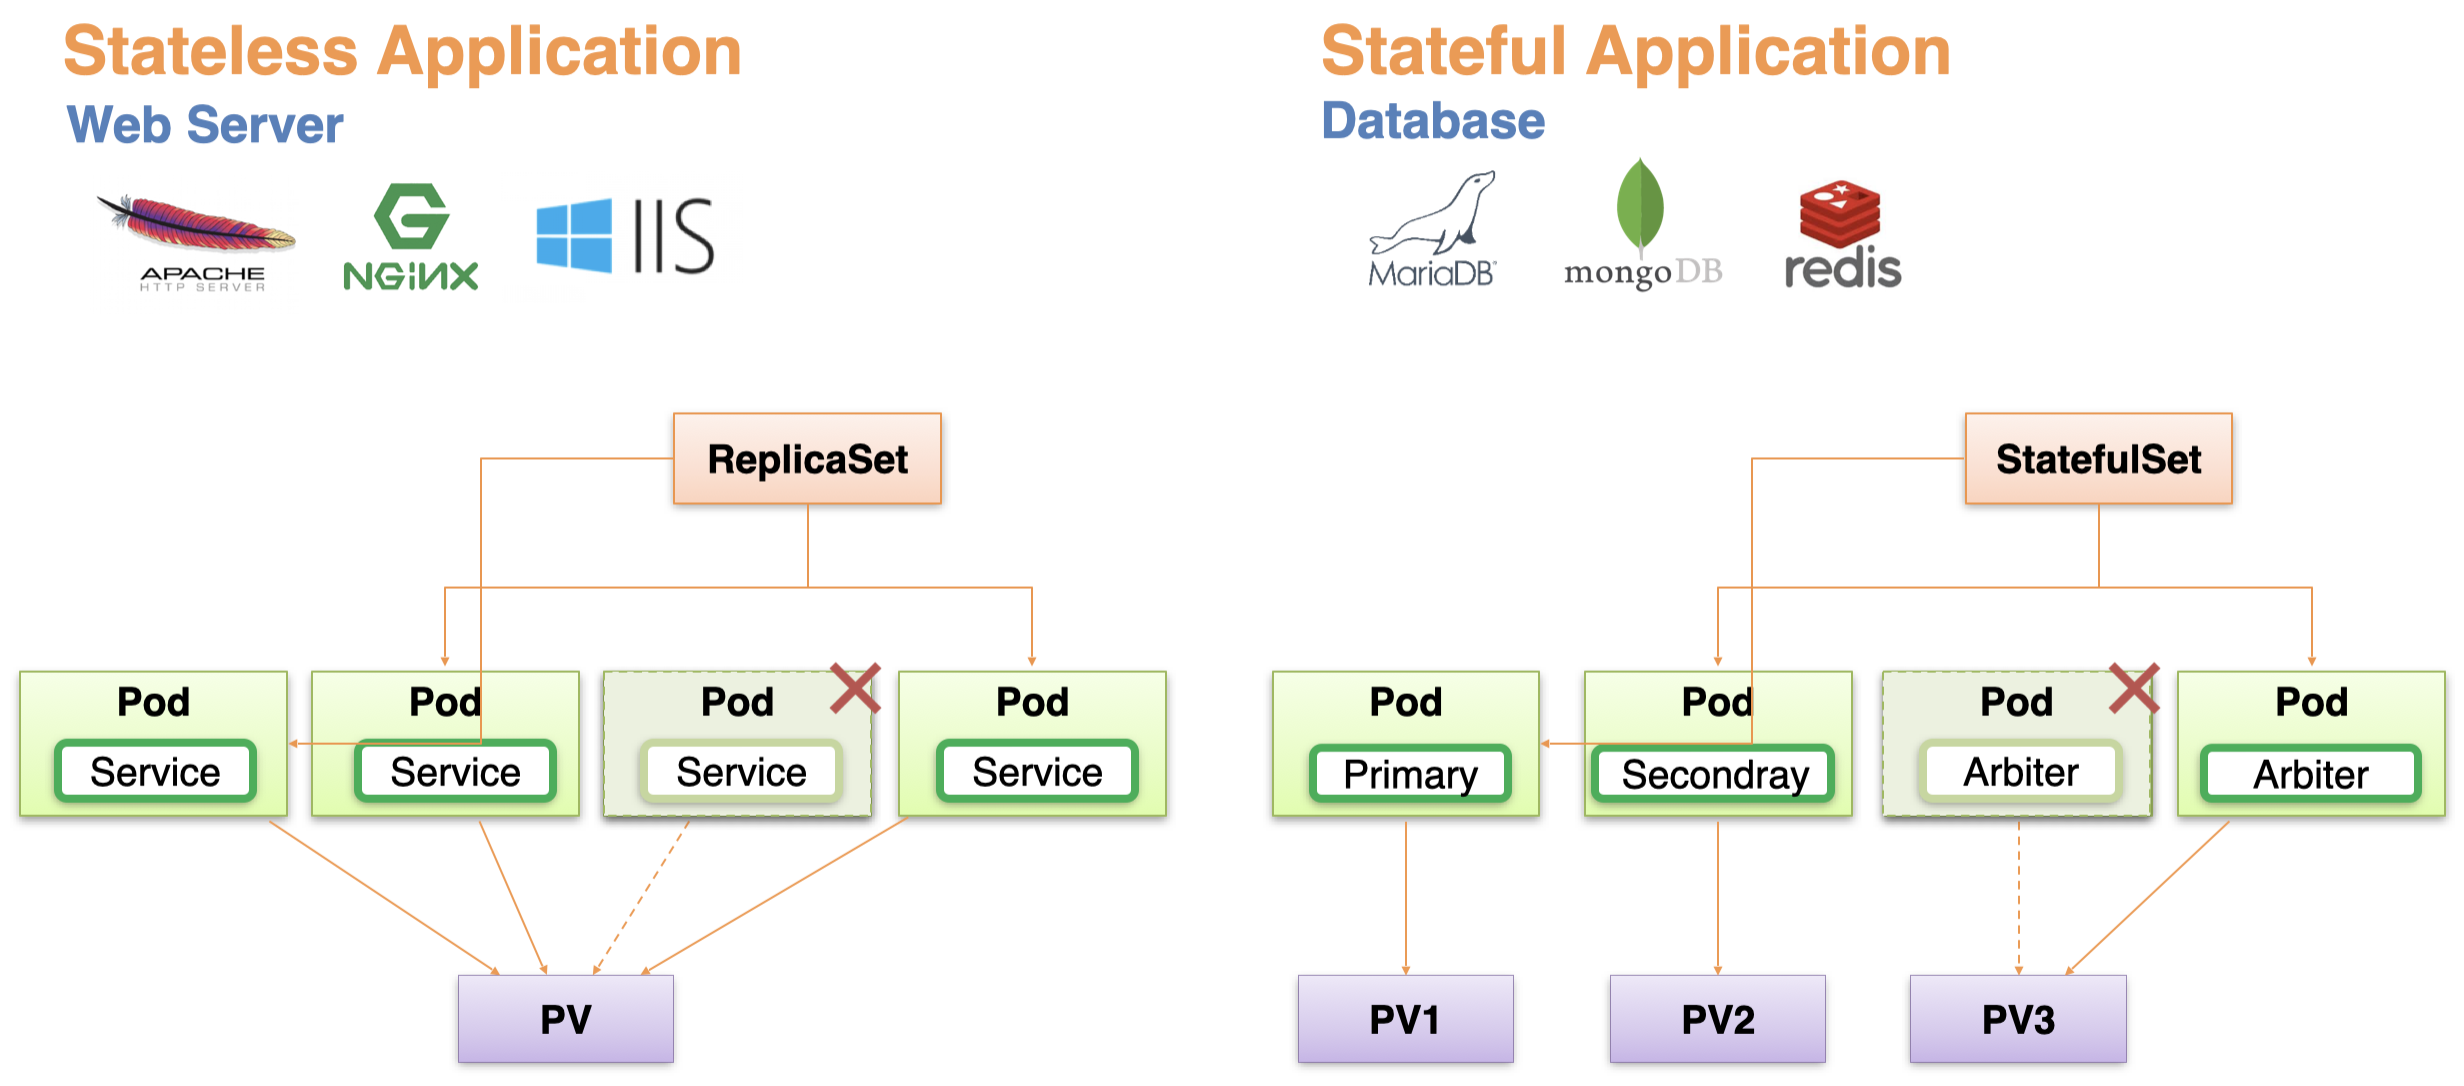 Stateless Application
Web Server
APACHE
HTTP SERVER
NGiNX
IIS
ReplicaSet
Pod
Service
Pod
Service
Pod
Service
Pod
Service
PV
Stateful Application
Database
MariaDB
mongoDB
redis
StatefulSet
Pod
Primary
Pod
Secondray
Pod
Arbiter
Pod
Arbiter
PV1
PV2
PV3